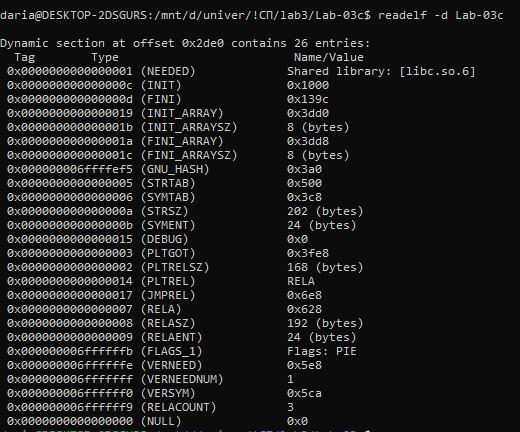 daria@DESKTOP-2DSGURS:/mnt/d/univer/!СП/lab3/Lab-03c$ readelf -d Lab-03c
Dynamic section at offset 0x2de0 contains 26 entries:
Tag Type Name/Value
0x0000000000000001 (NEEDED) Shared library: [libc.so.6]
0x000000000000000c (INIT) 0x1000
0x000000000000000d (FINI) 0x139c
0x0000000000000019 (INIT_ARRAY) 0x3dd0
0x000000000000001b (INIT_ARRAYSZ) 8 (bytes)
0x000000000000001a (FINI_ARRAY) 0x3dd8
0x000000000000001c (FINI_ARRAYSZ) 8 (bytes)
0x000000006ffffef5 (GNU_HASH) 0x3a0
0x0000000000000005 (STRTAB) 0x500
0x0000000000000006 (SYMTAB) 0x3c8
0x000000000000000a (STRSZ) 202 (bytes)
0x000000000000000b (SYMENT) 24 (bytes)
0x0000000000000015 (DEBUG) 0x0
0x0000000000000003 (PLTGOT) 0x3fe8
0x0000000000000002 (PLTRELSZ) 168 (bytes)
0x0000000000000014 (PLTREL) RELA
0x0000000000000017 (JMPREL) 0x6e8
0x0000000000000007 (RELA) 0x628
0x0000000000000008 (RELASZ) 192 (bytes)
0x0000000000000009 (RELAENT) 24 (bytes)
0x000000006ffffffb (FLAGS_1) Flags: PIE
0x000000006ffffffe (VERNEED) 0x5e8
0x000000006fffffff (VERNEEDNUM) 1
0x000000006ffffff0 (VERSYM) 0x5ca
0x000000006ffffff9 (RELACOUNT) 3
0x0000000000000000 (NULL) 0x0